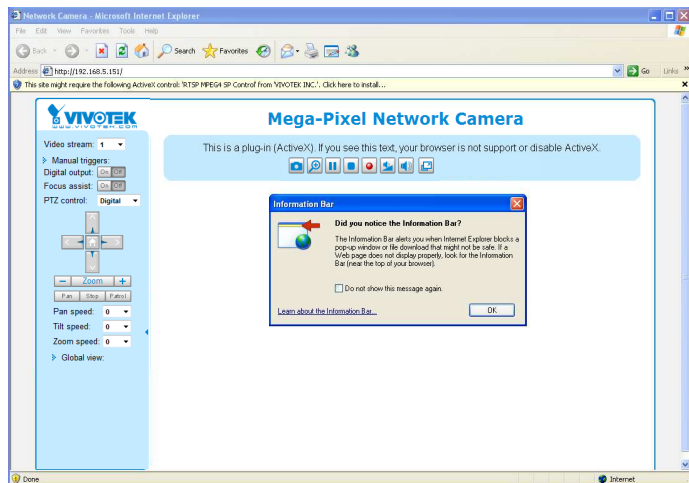 Network Camera - Microsoft Internet Explorer
File Edit View Favorites Tools Help
Back Search Favorites
Address http://192.168.5.151/ Go Links »
This site might require the following ActiveX control: 'RTSP MPEG4 SP Control' from 'VIVOTEK INC.'. Click here to install...
VIVOTEK
www.vivotek.com
Mega-Pixel Network Camera
Video stream: 1
This is a plug-in (ActiveX). If you see this text, your browser is not support or disable ActiveX.
Manual triggers:
Digital output: On Off
Focus assist: On Off
PTZ control: Digital
Zoom
Pan Stop Patrol
Pan speed: 0
Tilt speed: 0
Zoom speed: 0
Global view:
Information Bar
Did you notice the Information Bar?
The Information Bar alerts you when Internet Explorer blocks a
pop-up window or file download that might not be safe. If a
Web page does not display properly, look for the Information
Bar (near the top of your browser).
Do not show this message again.
Learn about the Information Bar...
OK
Done
Internet